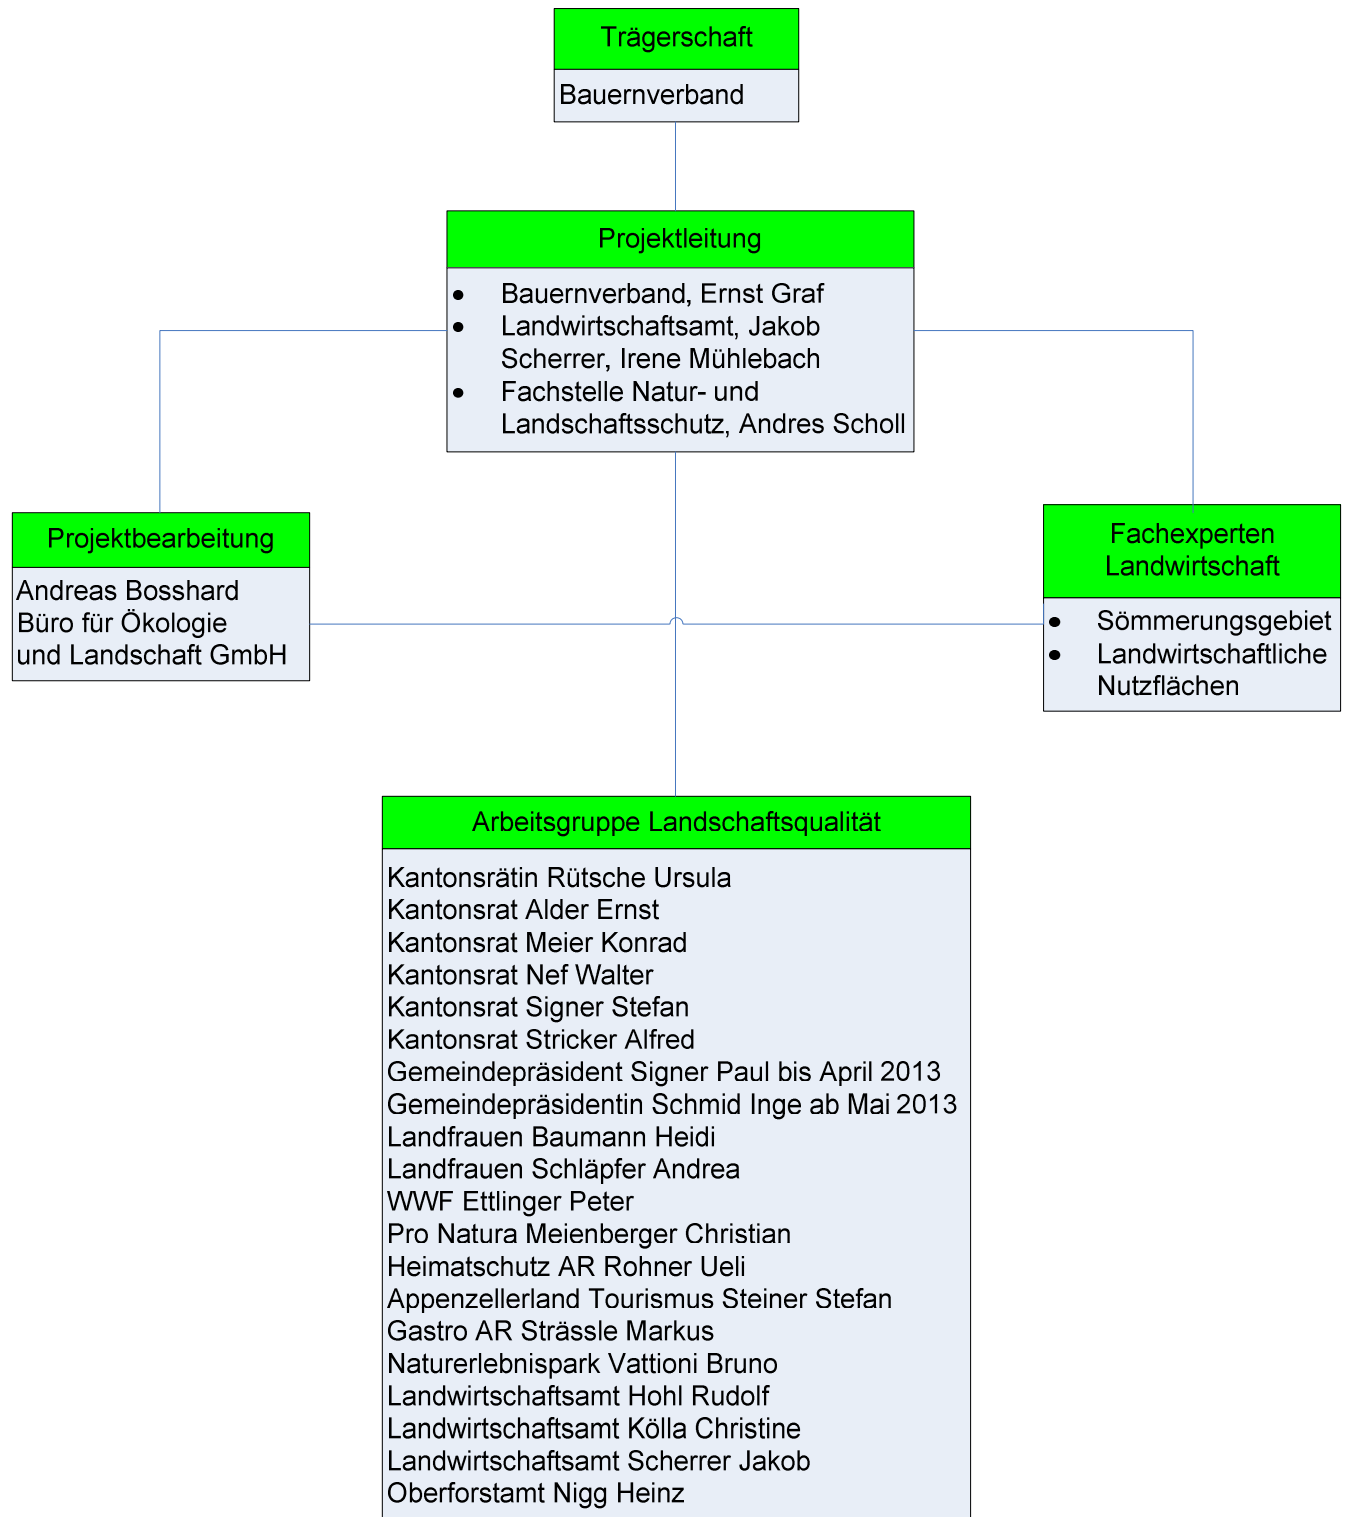 Trägerschaft
Bauernverband
Projektleitung
• Bauernverband, Ernst Graf
• Landwirtschaftsamt, Jakob
Scherrer, Irene Mühlebach
• Fachstelle Natur- und
Landschaftsschutz, Andres Scholl
Projektbearbeitung
Andreas Bosshard
Büro für Ökologie
und Landschaft GmbH
Fachexperten
Landwirtschaft
• Sömmerungsgebiet
• Landwirtschaftliche
Nutzflächen
Arbeitsgruppe Landschaftsqualität
Kantonsrätin Rütsche Ursula
Kantonsrat Alder Ernst
Kantonsrat Meier Konrad
Kantonsrat Nef Walter
Kantonsrat Signer Stefan
Kantonsrat Stricker Alfred
Gemeindepräsident Signer Paul bis April 2013
Gemeindepräsidentin Schmid Inge ab Mai 2013
Landfrauen Baumann Heidi
Landfrauen Schläpfer Andrea
WWF Ettlinger Peter
Pro Natura Meienberger Christian
Heimatschutz AR Rohner Ueli
Appenzellerland Tourismus Steiner Stefan
Gastro AR Strässle Markus
Naturerlebnispark Vattioni Bruno
Landwirtschaftsamt Hohl Rudolf
Landwirtschaftsamt Kölla Christine
Landwirtschaftsamt Scherrer Jakob
Oberforstamt Nigg Heinz